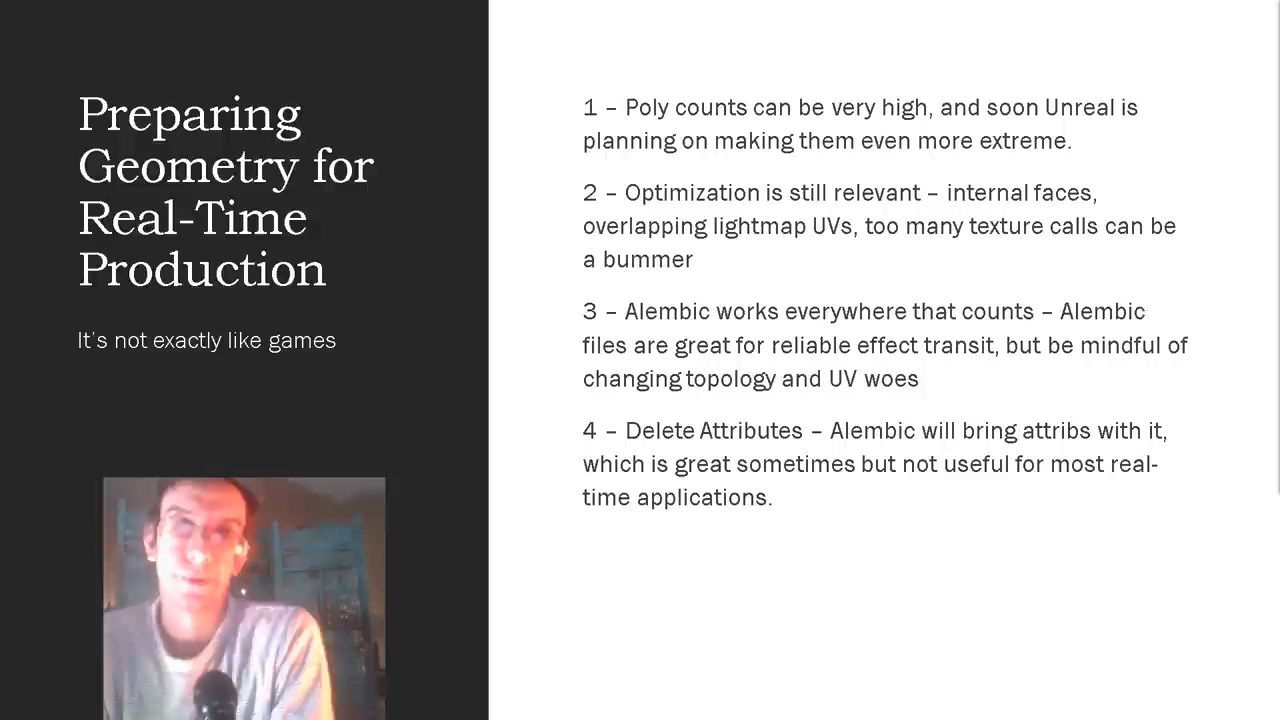 Preparing
Geometry for
Real-Time
Production
It's not exactly like games
1 – Poly counts can be very high, and soon Unreal is
planning on making them even more extreme.
2 – Optimization is still relevant – internal faces,
overlapping lightmap UVs, too many texture calls can be
a bummer
3 – Alembic works everywhere that counts – Alembic
files are great for reliable effect transit, but be mindful of
changing topology and UV woes
4 – Delete Attributes – Alembic will bring attribs with it,
which is great sometimes but not useful for most real-
time applications.